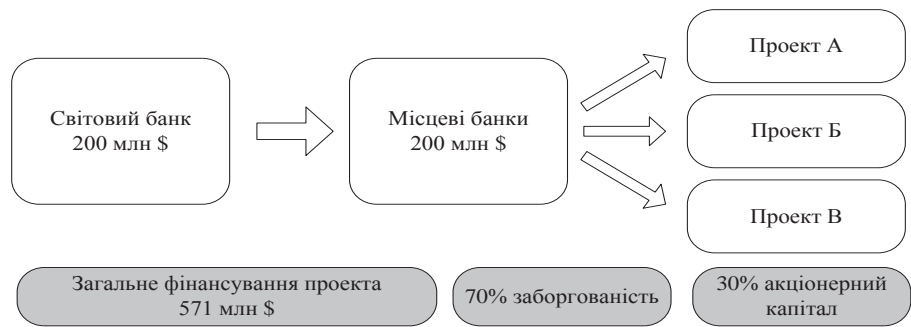 Світовий банк
200 млн $
Місцеві банки
200 млн $
Проект А
Проект Б
Проект В
Загальне фінансування проекта
571 млн $
70% заборгованість
30% акціонерний
капітал